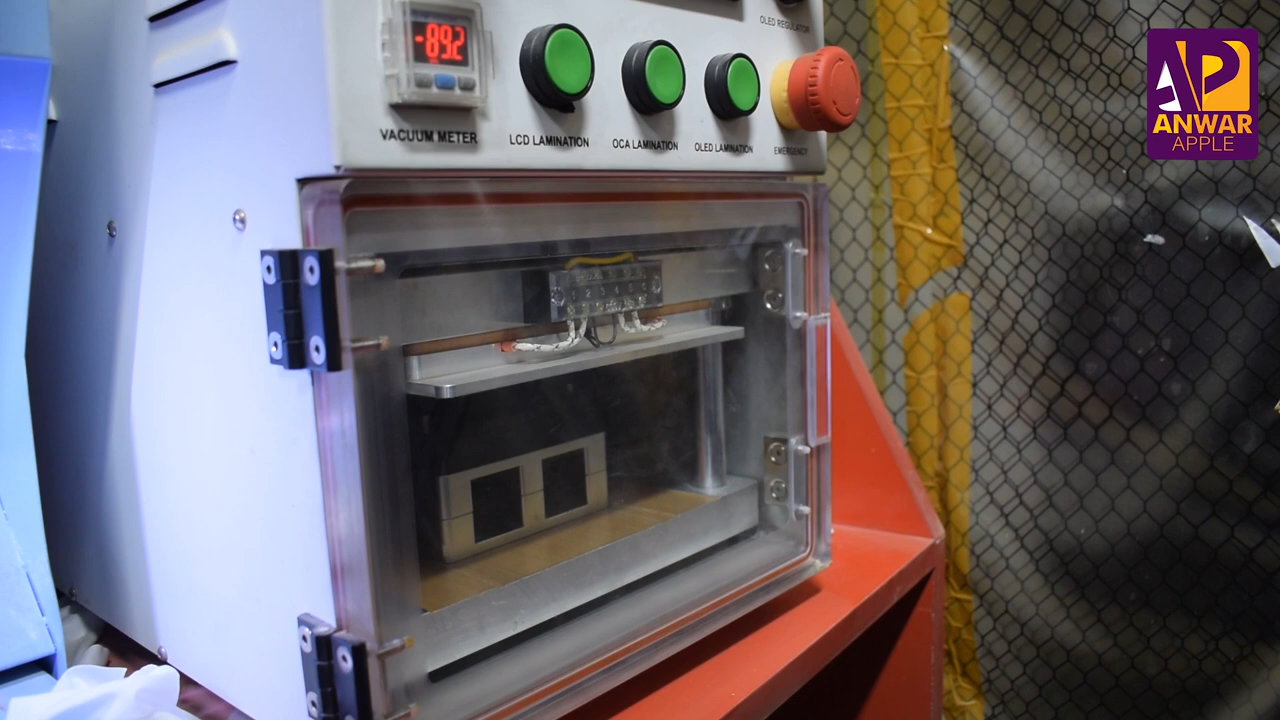 OLED REGULATOR
-89.2
VACUUM METER
LCD LAMINATION
OCA LAMINATION
OLED LAMINATION
EMERGENCY
AP
ANWAR
APPLE